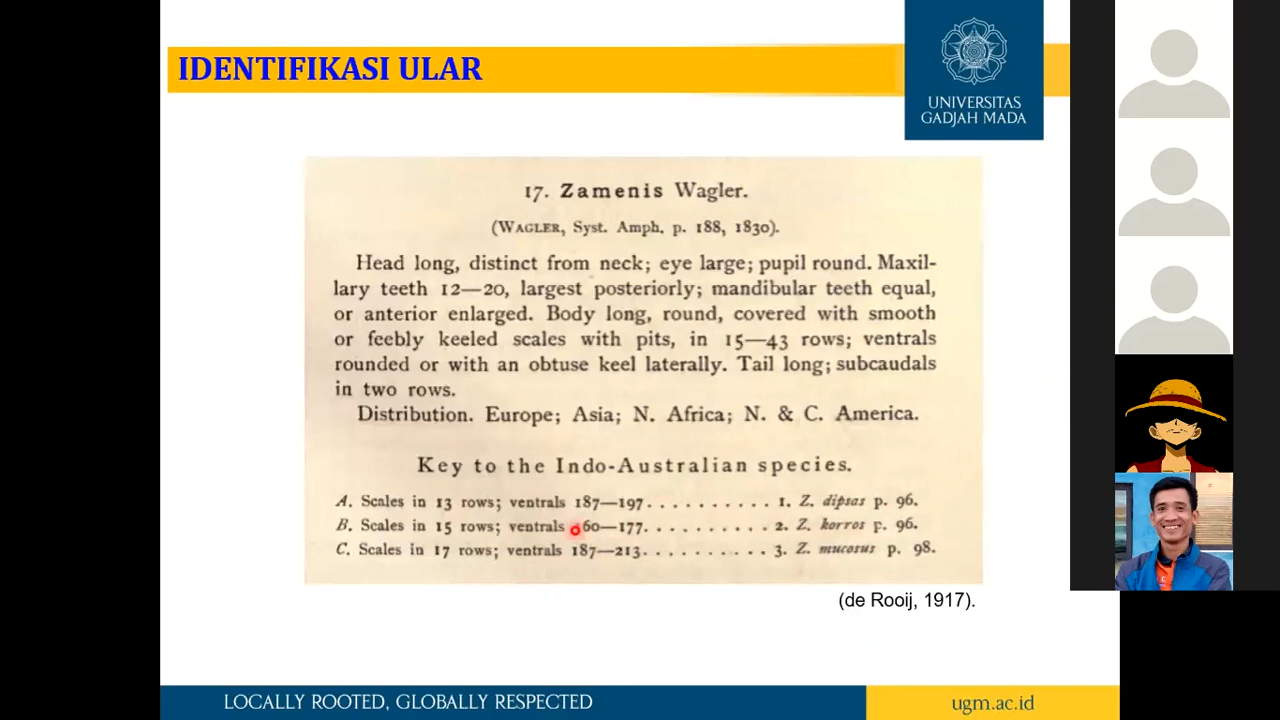 IDENTIFIKASI ULAR
UNIVERSITAS
GADJAH MADA
17. Zamenis Wagler.
(WAGLER, Syst. Amph. p. 188, 1830).
Head long, distinct from neck; eye large; pupil round. Maxil-
lary teeth 12—20, largest posteriorly; mandibular teeth equal,
or anterior enlarged. Body long, round, covered with smooth
or feebly keeled scales with pits, in 15—43 rows; ventrals
rounded or with an obtuse keel laterally. Tail long; subcaudals
in two rows.
Distribution. Europe; Asia; N. Africa; N. & C. America.
Key to the Indo-Australian species.
A. Scales in 13 rows; ventrals 187—197. . . . . . . . . . 1. Z. dipsas p. 96.
B. Scales in 15 rows; ventrals 60—177. . . . . . . . . . 2. Z. korros p. 96.
C. Scales in 17 rows; ventrals 187—213. . . . . . . . . . 3. Z. mucosus p. 98.
(de Rooij, 1917).
LOCALLY ROOTED, GLOBALLY RESPECTED
ugm.ac.id